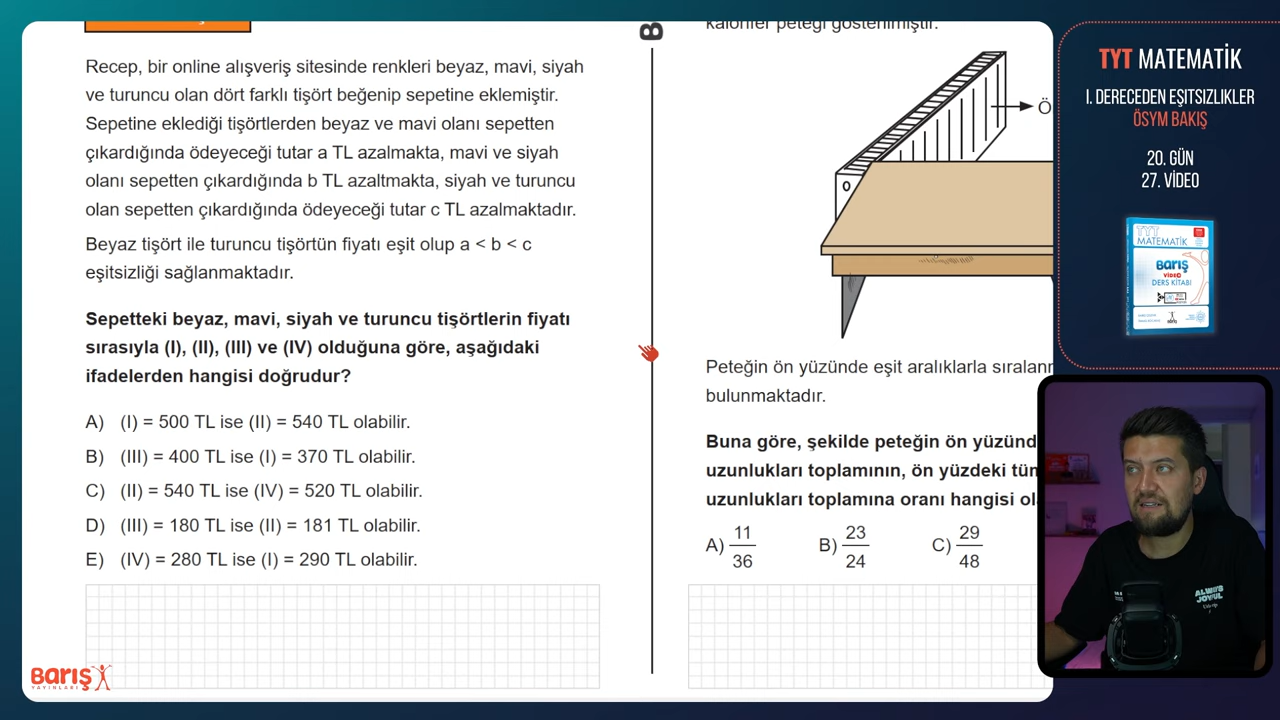 Recep, bir online alışveriş sitesinde renkleri beyaz, mavi, siyah
ve turuncu olan dört farklı tişört beğenip sepetine eklemiştir.
Sepetine eklediği tişörtlerden beyaz ve mavi olanı sepetten
çıkardığında ödeyeceği tutar a TL azalmakta, mavi ve siyah
olanı sepetten çıkardığında b TL azaltmakta, siyah ve turuncu
olan sepetten çıkardığında ödeyeceği tutar c TL azalmaktadır.
Beyaz tişört ile turuncu tişörtün fiyatı eşit olup a < b < c
eşitsizliği sağlanmaktadır.
Sepetteki beyaz, mavi, siyah ve turuncu tişörtlerin fiyatı
sırasıyla (I), (II), (III) ve (IV) olduğuna göre, aşağıdaki
ifadelerden hangisi doğrudur?
A) (I) = 500 TL ise (II) = 540 TL olabilir.
B) (III) = 400 TL ise (I) = 370 TL olabilir.
C) (II) = 540 TL ise (IV) = 520 TL olabilir.
D) (III) = 180 TL ise (II) = 181 TL olabilir.
E) (IV) = 280 TL ise (I) = 290 TL olabilir.
BARIŞ
YAYINLARI
B
kalorifer peteği gösterilmiştir.
Ö
Peteğin ön yüzünde eşit aralıklarla sıralanı
bulunmaktadır.
Buna göre, şekilde peteğin ön yüzünd
uzunlukları toplamının, ön yüzdeki tün
uzunlukları toplamına oranı hangisi ol
A) 11/36 B) 23/24 C) 29/48
TYT MATEMATİK
I. DERECEDEN EŞİTSIZLIKLER
ÖSYM BAKIŞ
20. GÜN
27. VİDEO
TYT
MATEMATİK
BARIŞ
VİDEO
DERS KİTABI
ALWAYS
JOYFUL